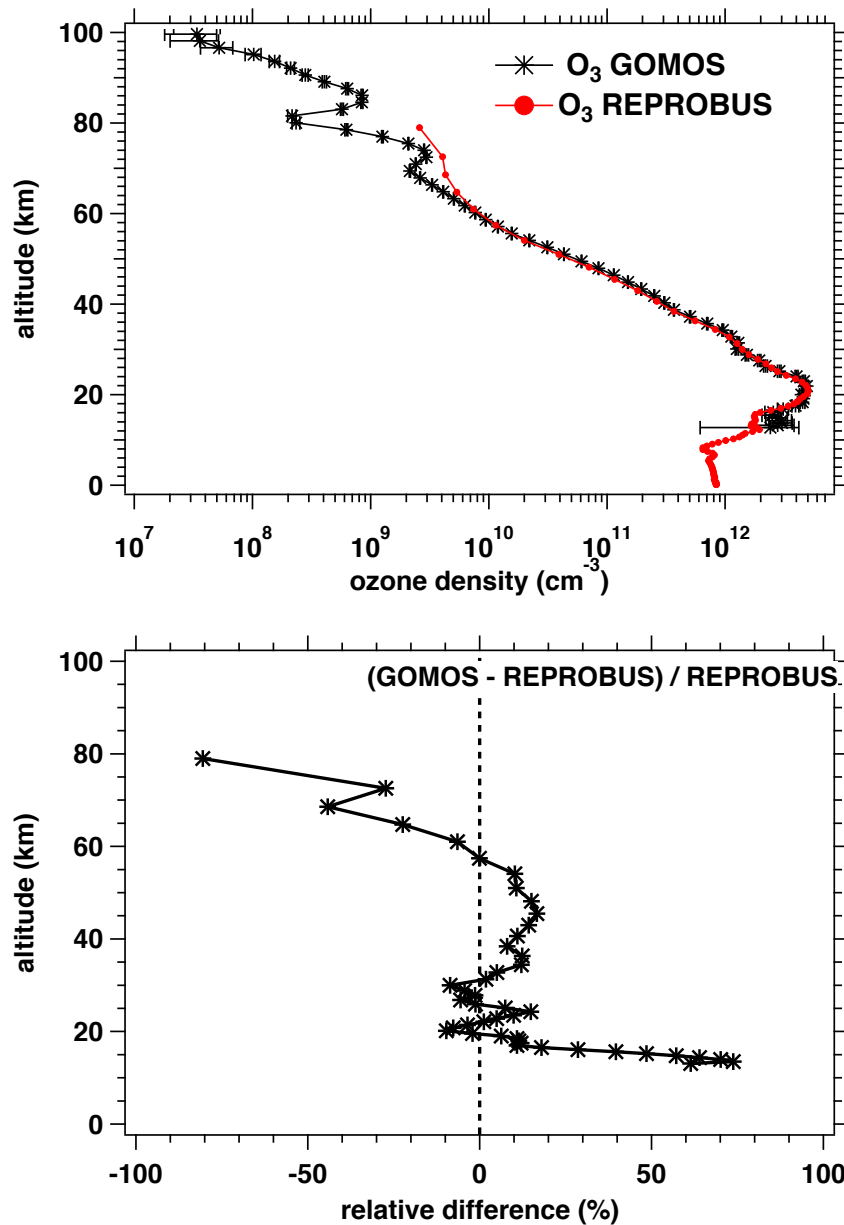 100
80
60
40
20
0
altitude (km)
O3 GOMOS
O3 REPROBUS
10^7 10^8 10^9 10^10 10^11 10^12
ozone density (cm^-3)
100
80
60
40
20
0
altitude (km)
(GOMOS - REPROBUS) / REPROBUS
-100 -50 0 50 100
relative difference (%)